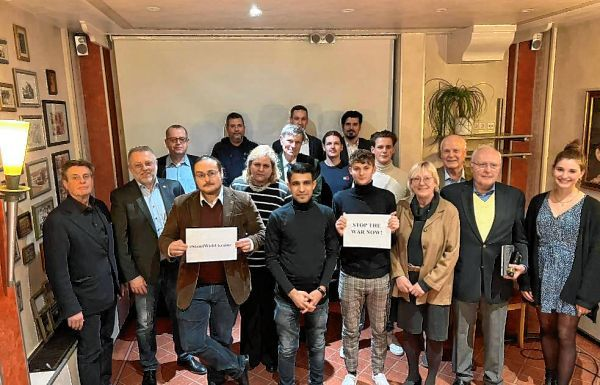 #StandWithUkraine
STOP THE
WAR NOW!